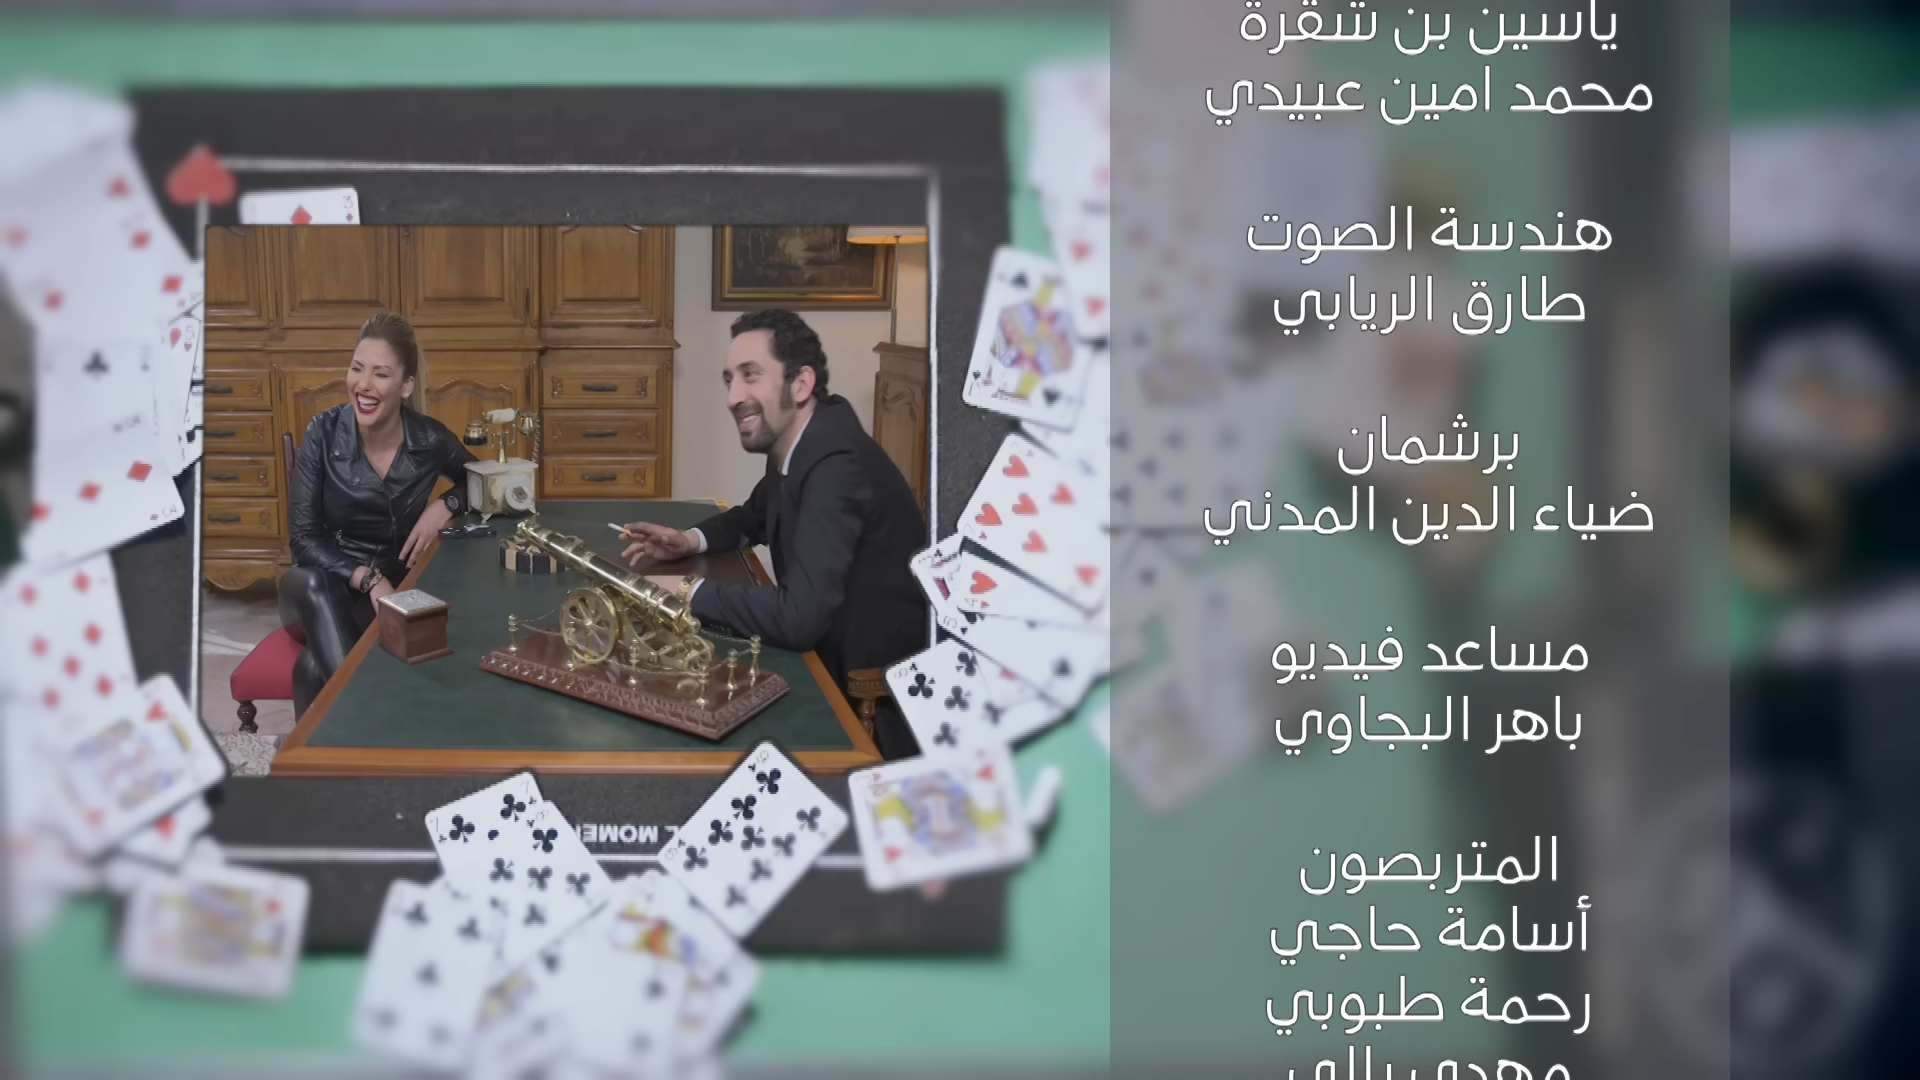 ياسين بن شقرة
محمد امين عبيدي
هندسة الصوت
طارق الريابي
برشمان
ضياء الدين المدني
مساعد فيديو
باهر البجاوي
المتربصون
أسامة حاجي
رحمة طبوبي